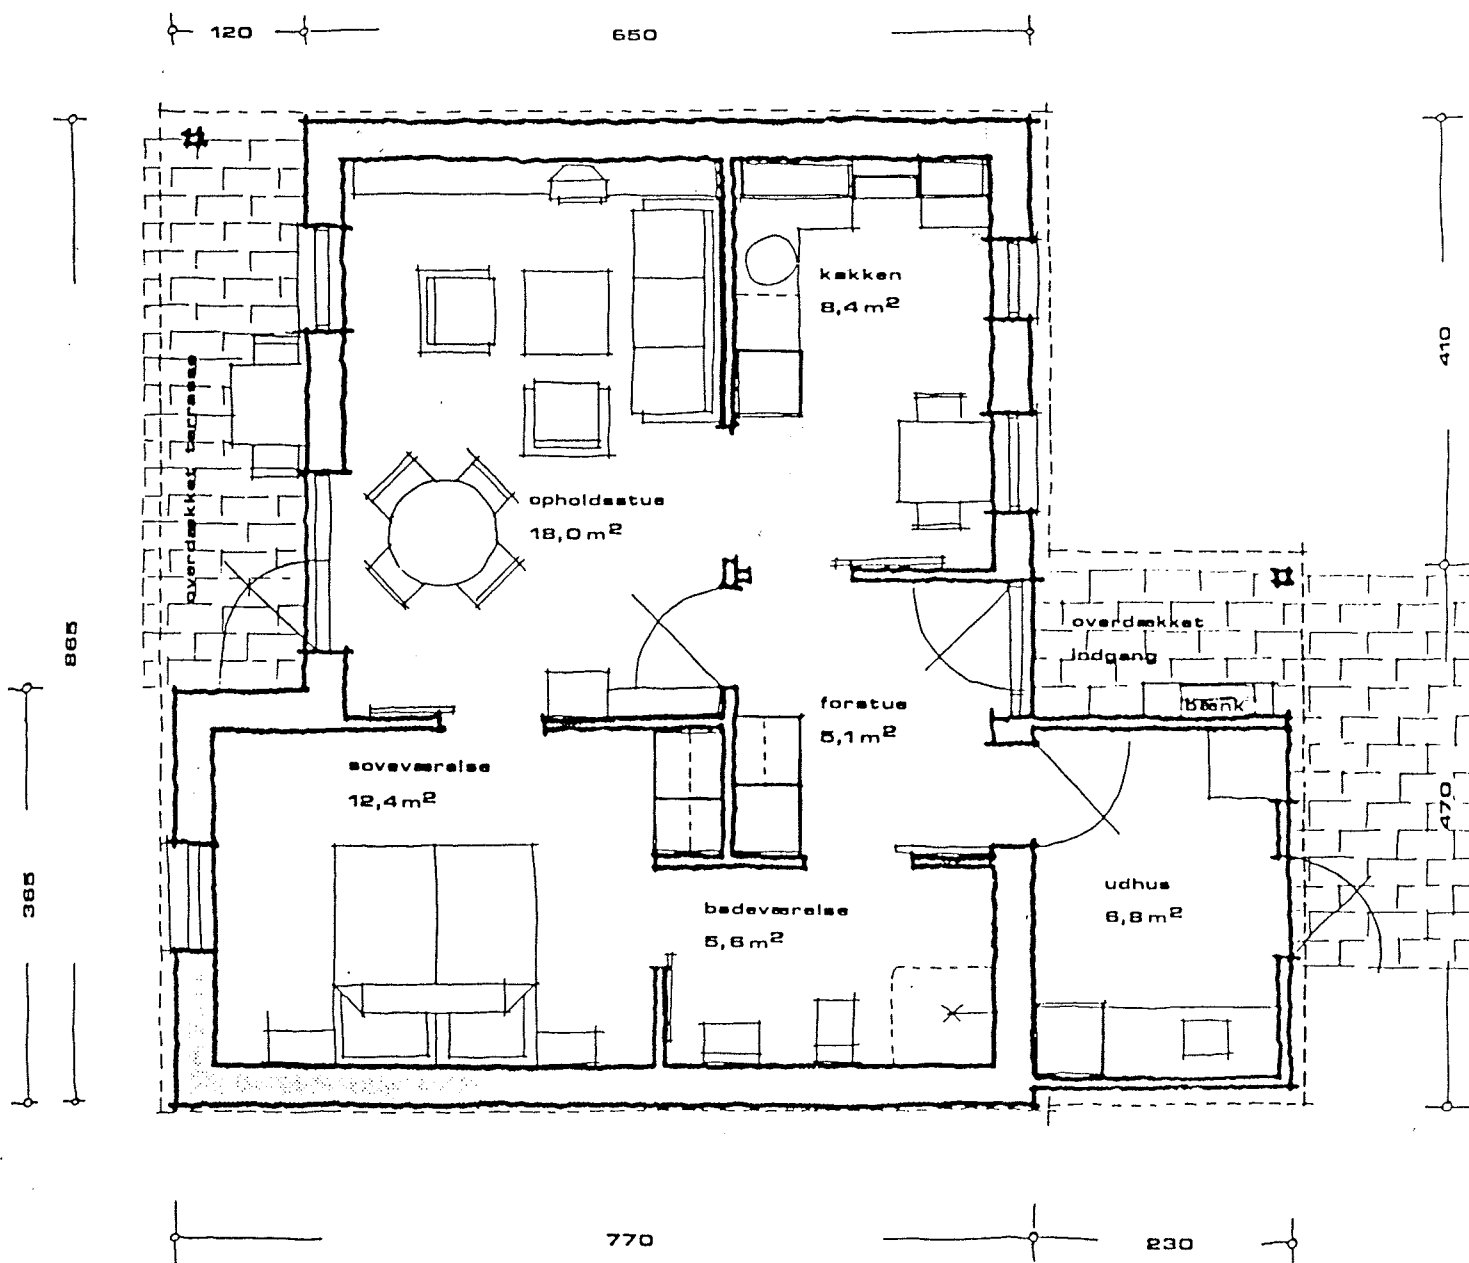 120
650
køkken
8,4 m²
410
overdækket terrasse
opholdsstue
18,0 m²
865
overdækket
indgang
bænk
forstue
5,1 m²
soveværelse
12,4 m²
470
365
udhus
6,8 m²
badeværelse
5,6 m²
770
230